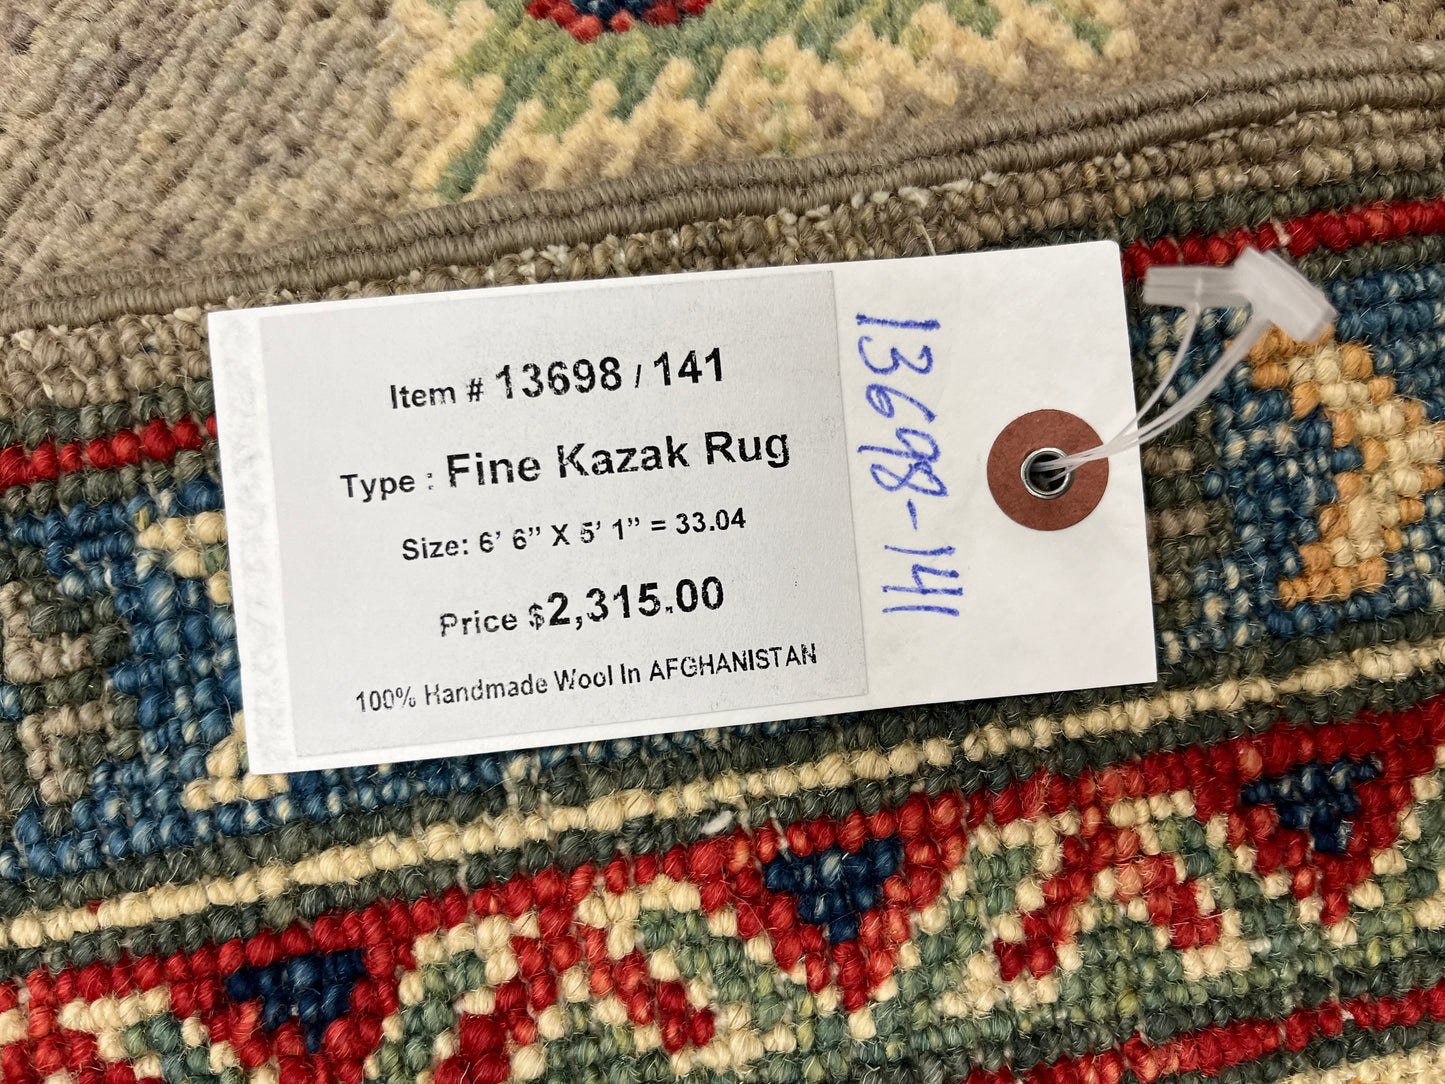 Item # 13698 / 141
Type : Fine Kazak Rug
Size: 6' 6” X 5' 1” = 33.04
Price $2,315.00
100% Handmade Wool In AFGHANISTAN
13698-141